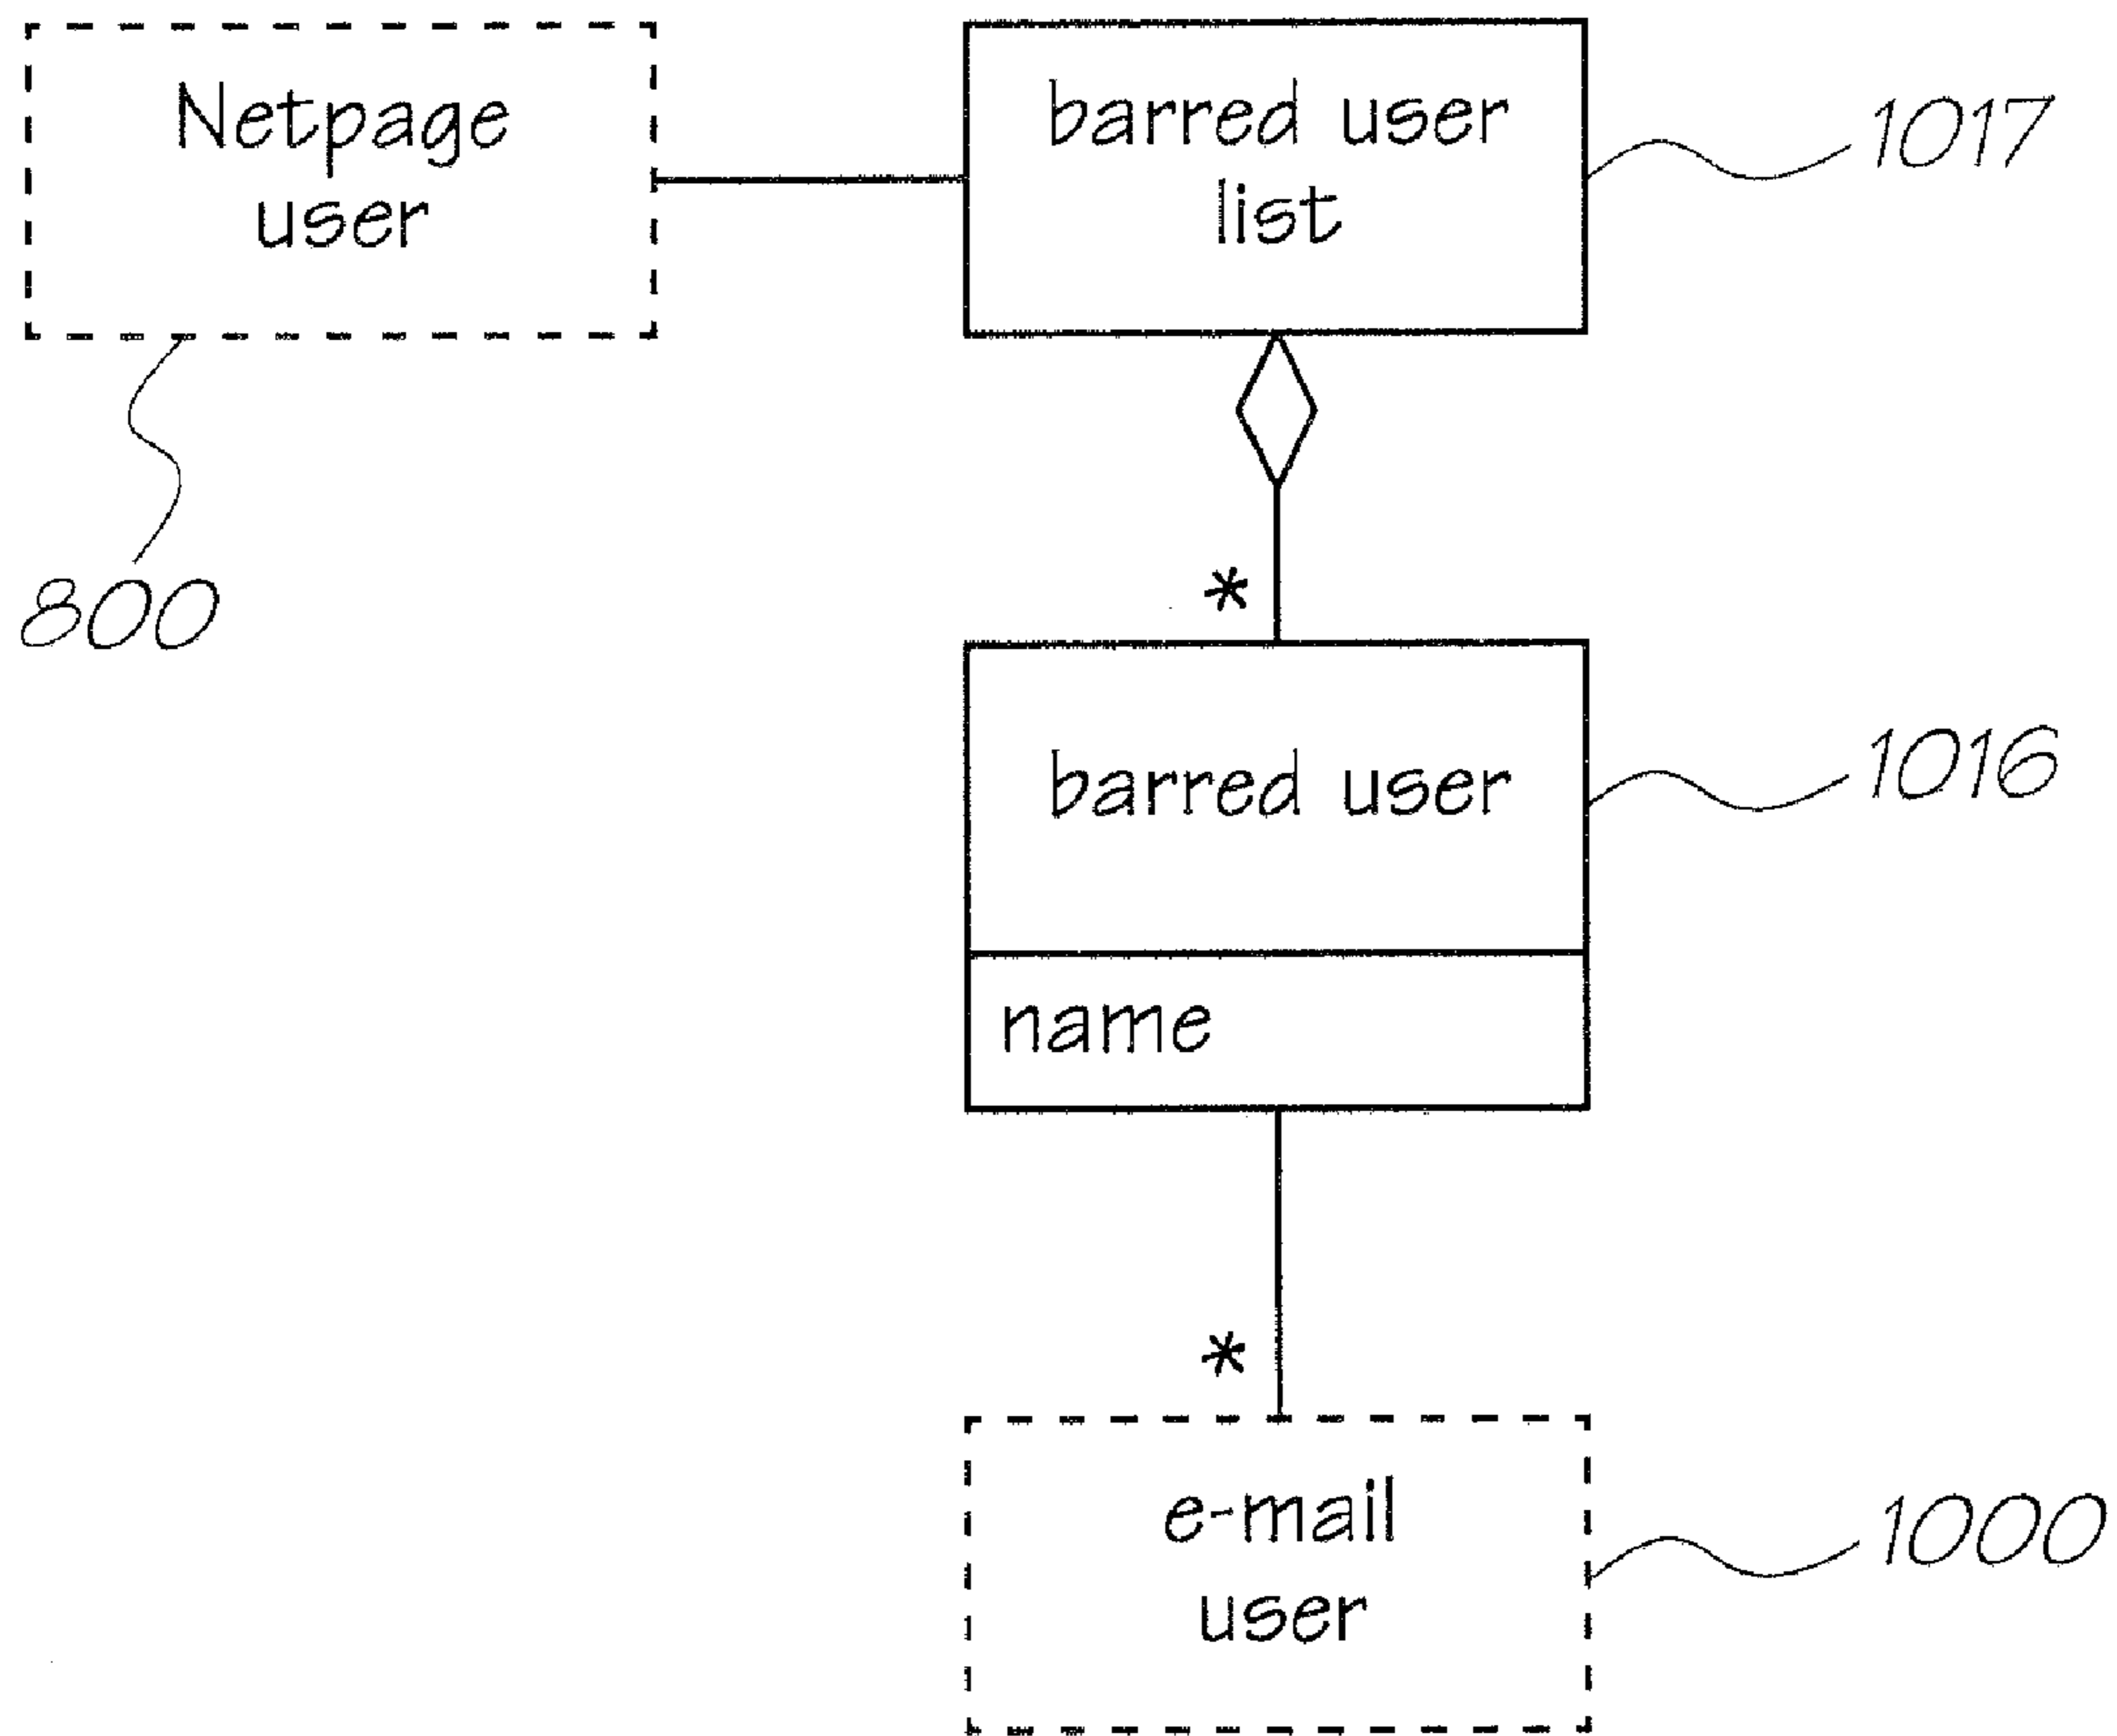 Netpage
user
barred user
list
1017
800
*
barred user
1016
name
*
e-mail
user
1000